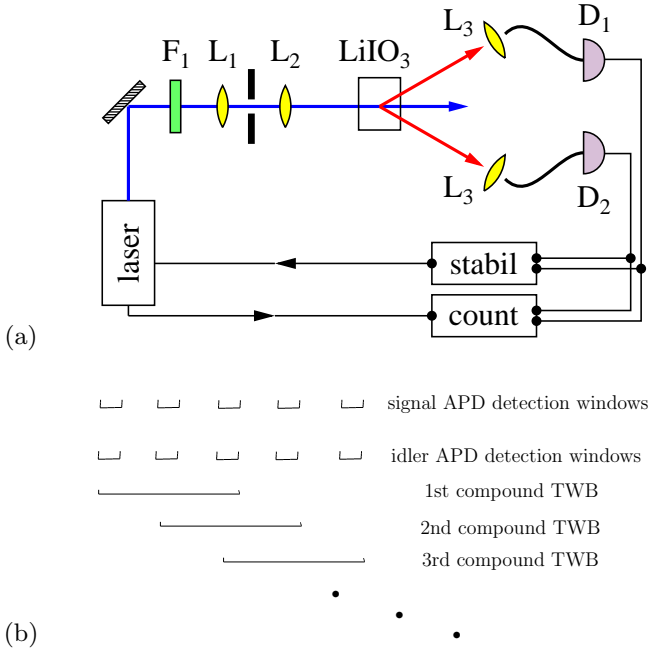 F₁ L₁ L₂ LiIO₃ L₃ D₁
L₃ D₂
laser
stabil
count
(a)
signal APD detection windows
idler APD detection windows
1st compound TWB
2nd compound TWB
3rd compound TWB
(b)